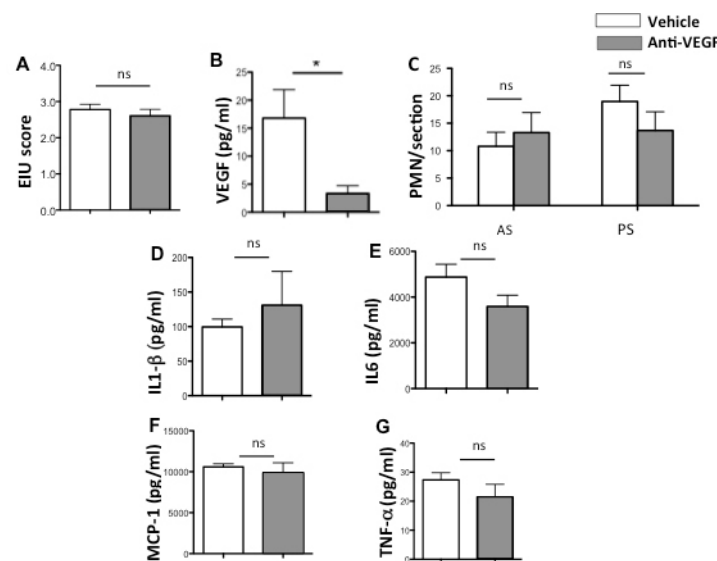 Vehicle
Anti-VEGF
A
ns
EIU score
4.0
3.0
2.0
1.0
0.0
B
*
VEGF (pg/ml)
25
20
15
10
5
0
C
ns
ns
PMN/section
25
20
15
10
5
0
AS
PS
D
ns
IL1-β (pg/ml)
200
150
100
50
0
E
ns
IL6 (pg/ml)
6000
4000
2000
0
F
ns
MCP-1 (pg/ml)
15000
10000
5000
0
G
ns
TNF-α (pg/ml)
40
30
20
10
0